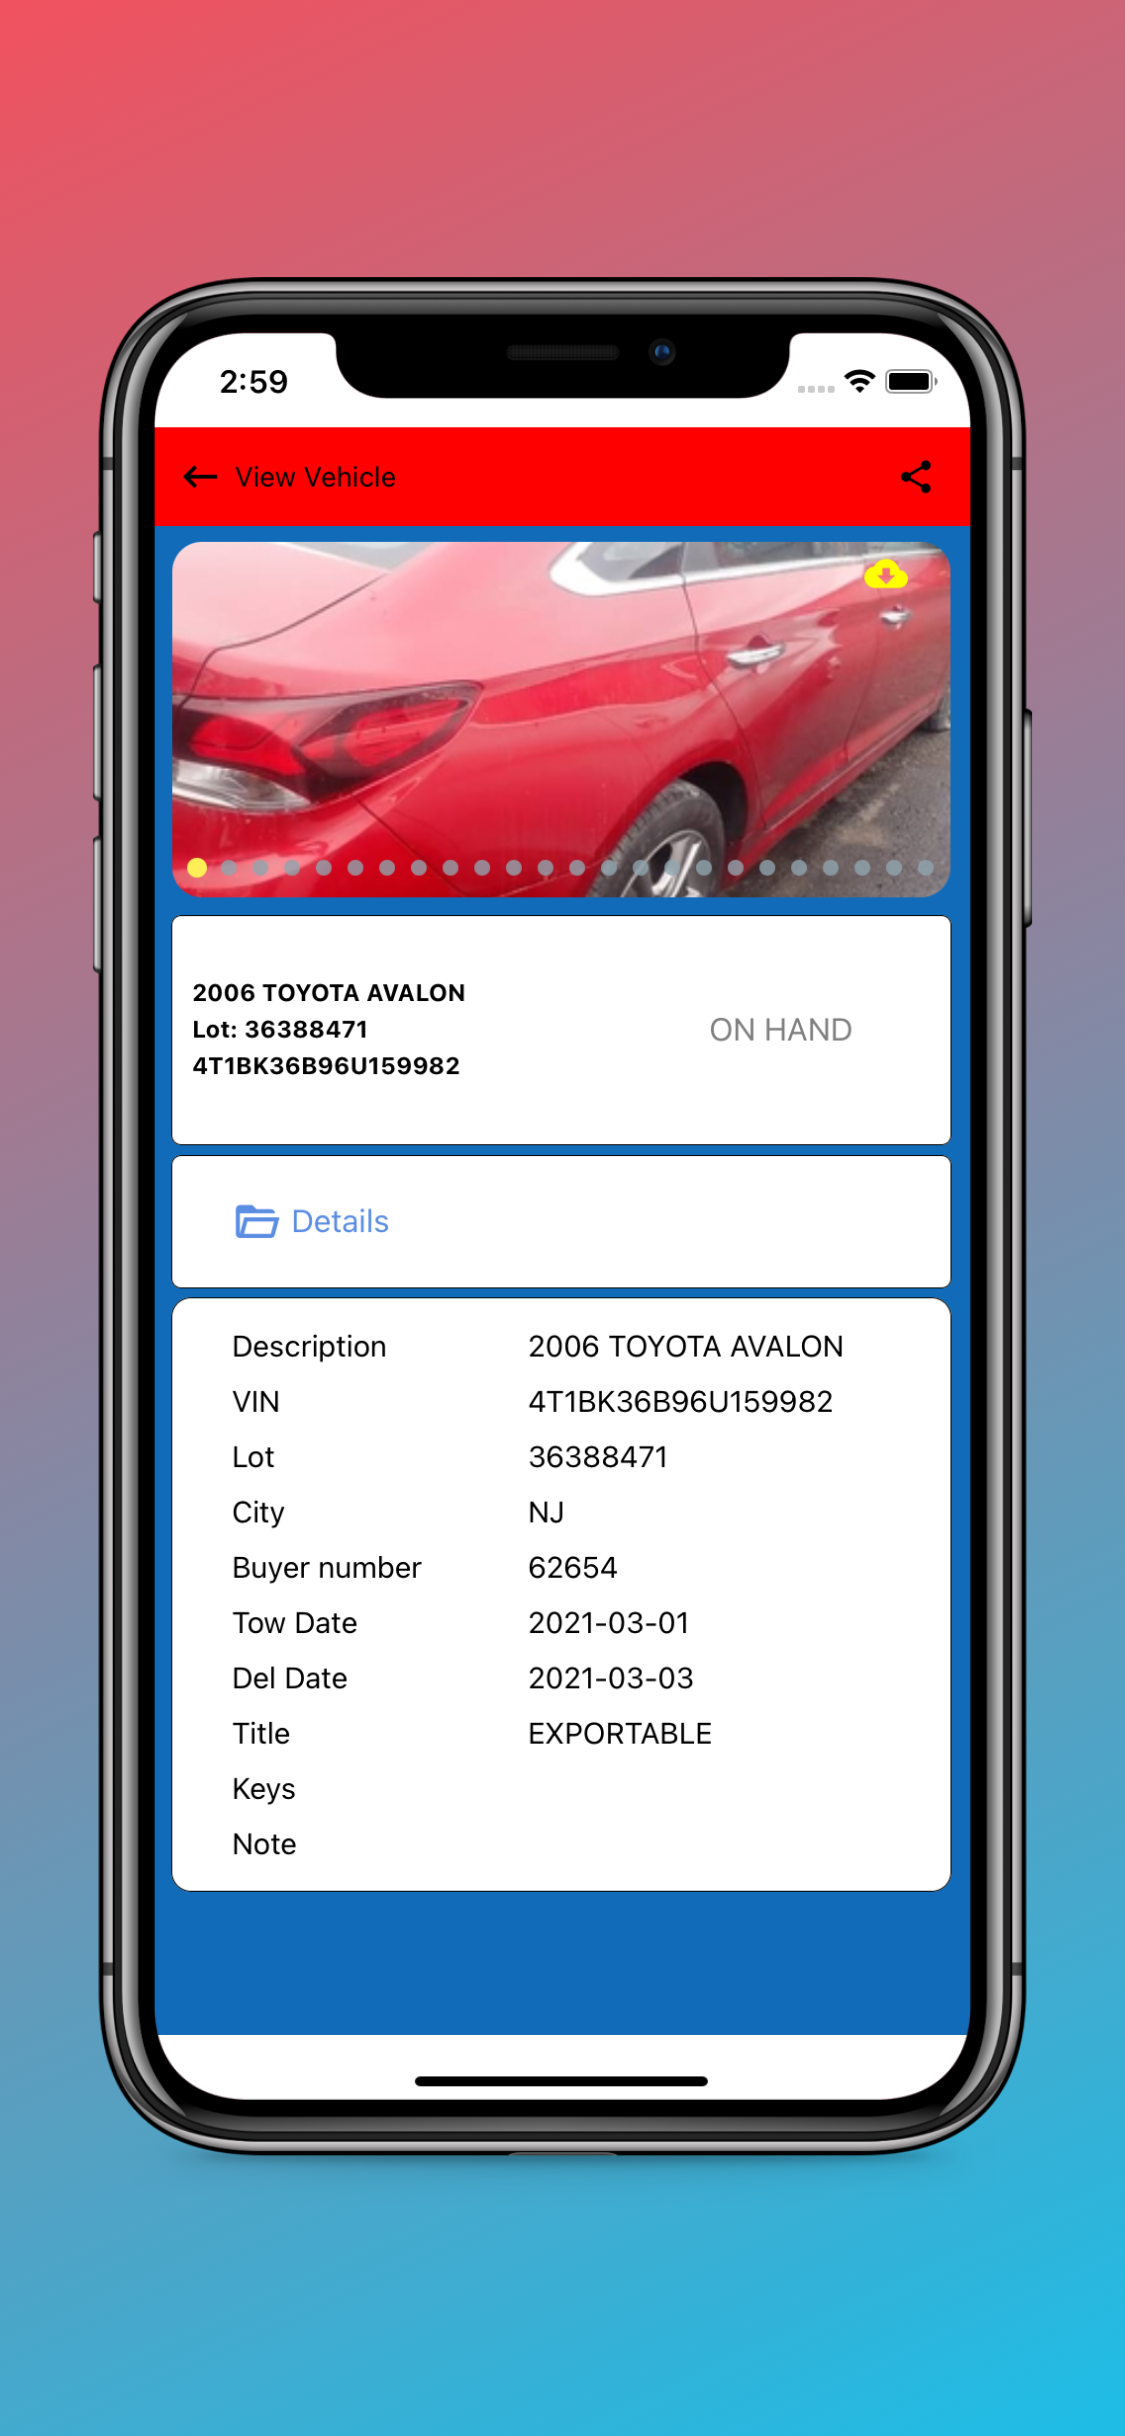 2:59
View Vehicle
2006 TOYOTA AVALON
Lot: 36388471
4T1BK36B96U159982
ON HAND
Details
Description 2006 TOYOTA AVALON
VIN 4T1BK36B96U159982
Lot 36388471
City NJ
Buyer number 62654
Tow Date 2021-03-01
Del Date 2021-03-03
Title EXPORTABLE
Keys
Note